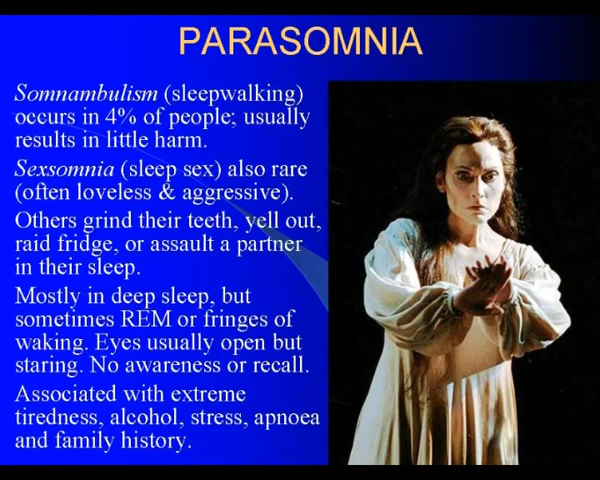 PARASOMNIA
Somnambulism (sleepwalking)
occurs in 4% of people; usually
results in little harm.
Sexsomnia (sleep sex) also rare
(often loveless & aggressive).
Others grind their teeth, yell out,
raid fridge, or assault a partner
in their sleep.
Mostly in deep sleep, but
sometimes REM or fringes of
waking. Eyes usually open but
staring. No awareness or recall.
Associated with extreme
tiredness, alcohol, stress, apnoea
and family history.